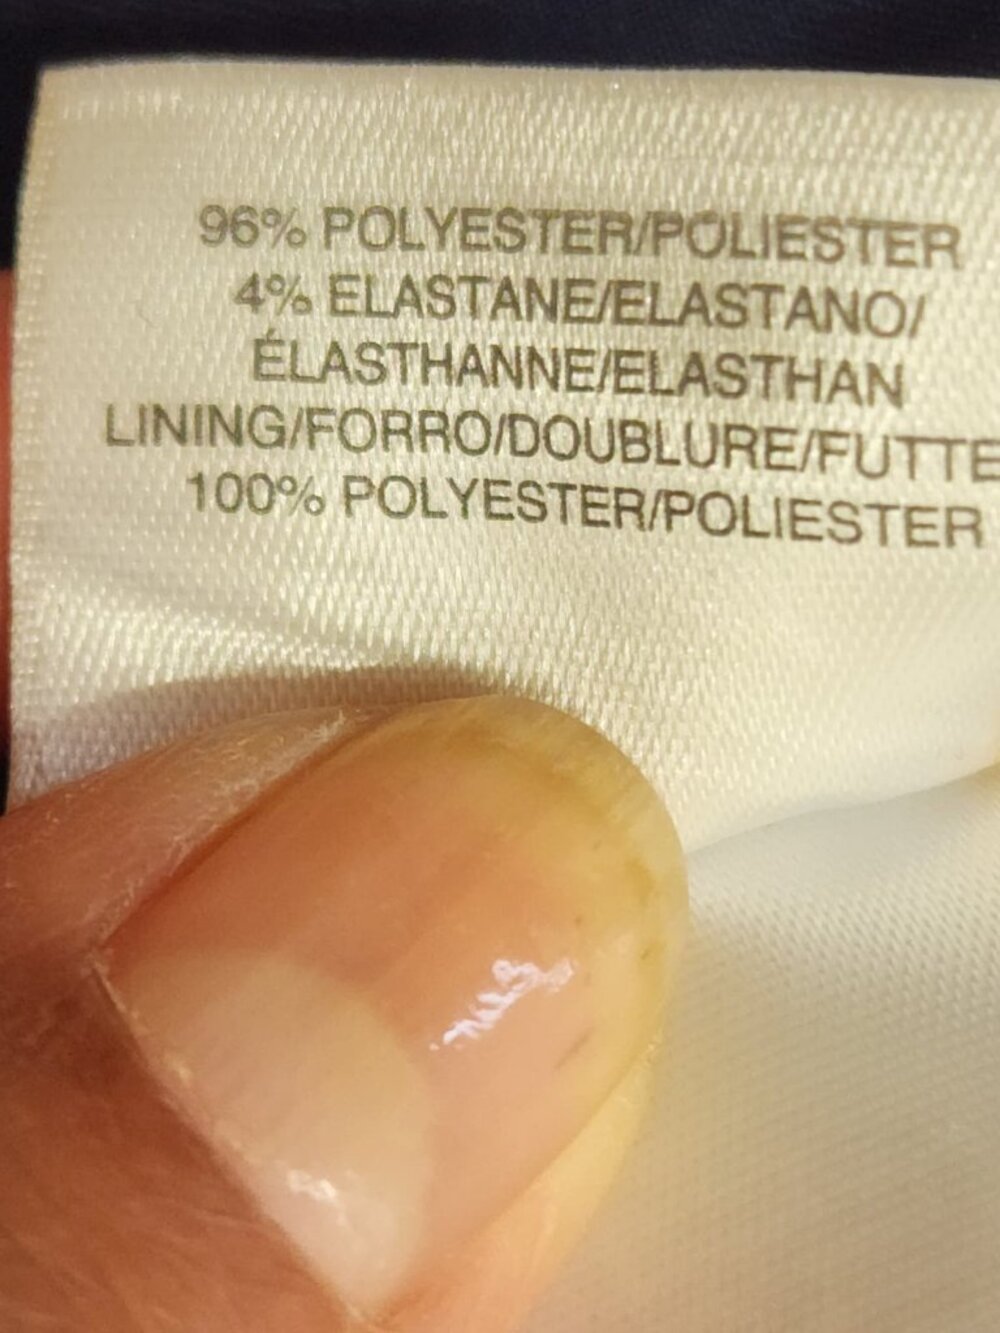 96% POLYESTER/POLIESTER
4% ELASTANE/ELASTANO/
ÉLASTHANNE/ELASTHAN
LINING/FORRO/DOUBLURE/FUTTE
100% POLYESTER/POLIESTER